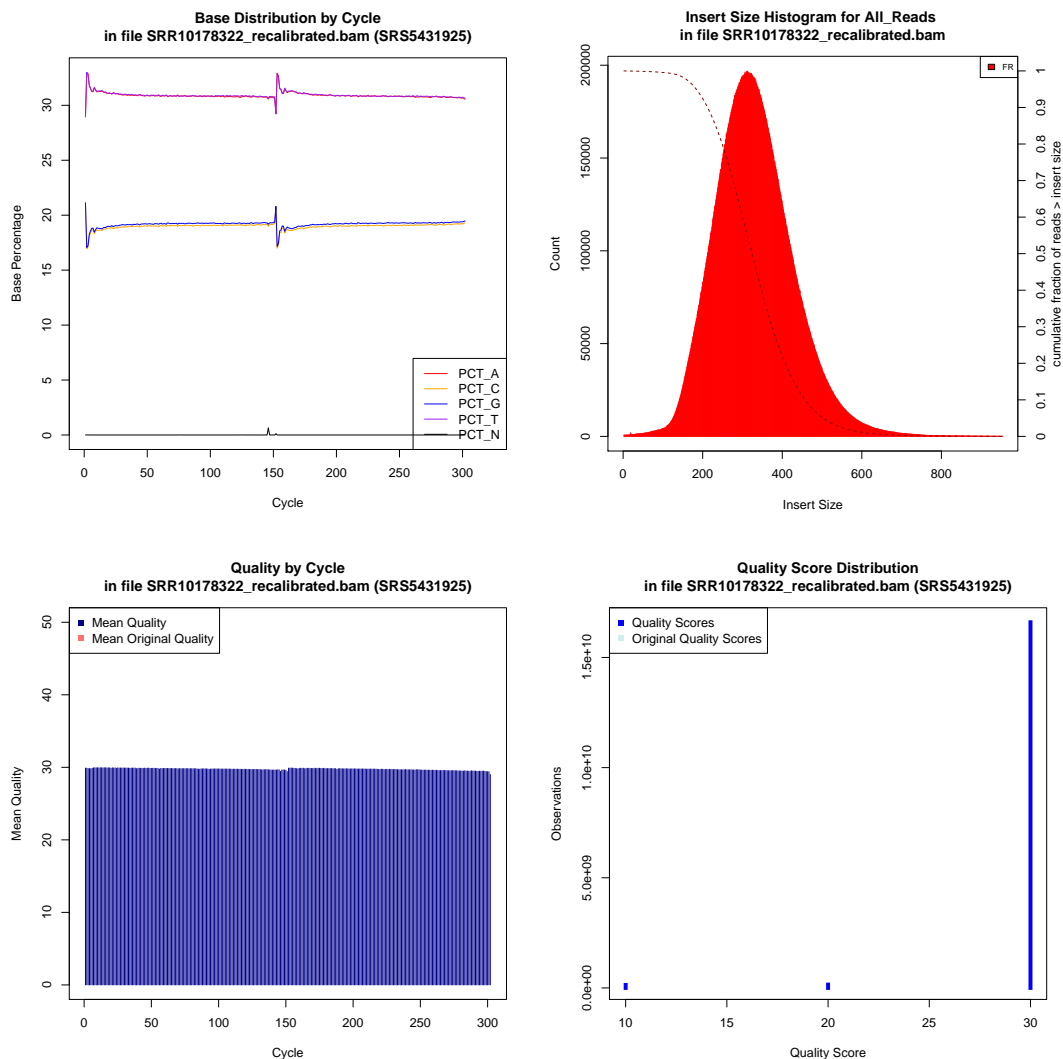 Base Distribution by Cycle
in file SRR10178322_recalibrated.bam (SRS5431925)
Base Percentage
0 5 10 15 20 25 30
PCT_A
PCT_C
PCT_G
PCT_T
PCT_N
0 50 100 150 200 250 300
Cycle
Insert Size Histogram for All_Reads
in file SRR10178322_recalibrated.bam
FR
Count
0 50000 100000 150000 200000
0 0.1 0.2 0.3 0.4 0.5 0.6 0.7 0.8 0.9 1
cumulative fraction of reads > insert size
0 200 400 600 800
Insert Size
Quality by Cycle
in file SRR10178322_recalibrated.bam (SRS5431925)
Mean Quality
Mean Original Quality
Mean Quality
0 10 20 30 40 50
0 50 100 150 200 250 300
Cycle
Quality Score Distribution
in file SRR10178322_recalibrated.bam (SRS5431925)
Quality Scores
Original Quality Scores
Observations
0.0e+00 5.0e+09 1.0e+10 1.5e+10
10 15 20 25 30
Quality Score